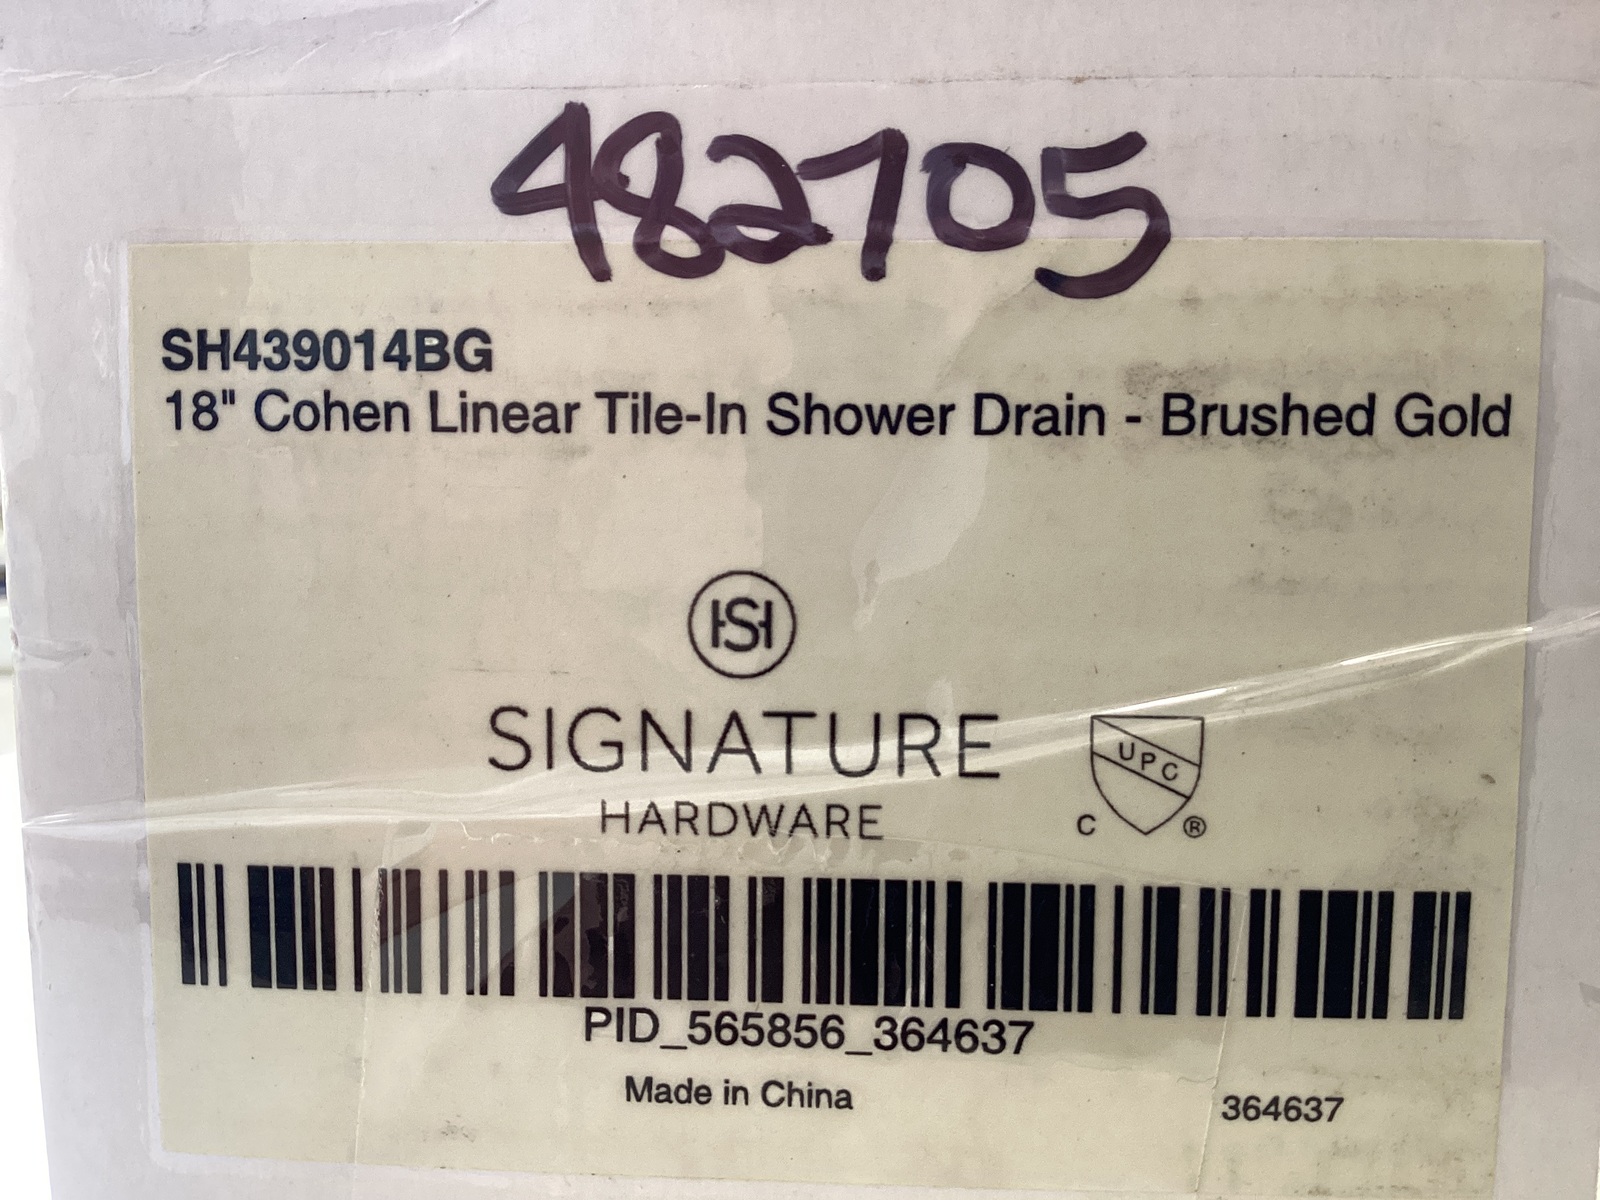 482705
SH439014BG
18" Cohen Linear Tile-In Shower Drain - Brushed Gold
HSH
SIGNATURE
HARDWARE
UPC
C ®
PID_565856_364637
Made in China
364637